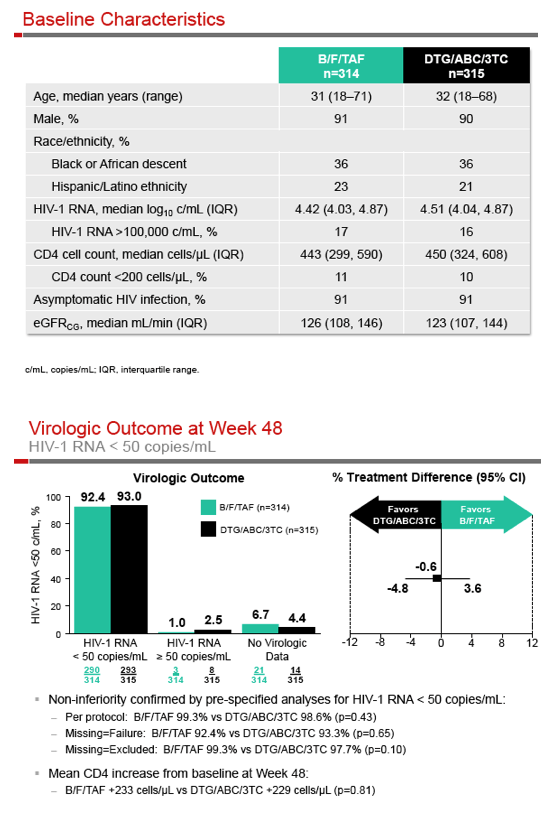 Baseline Characteristics
B/F/TAF DTG/ABC/3TC
n=314 n=315
Age, median years (range) 31 (18–71) 32 (18–68)
Male, % 91 90
Race/ethnicity, %
Black or African descent 36 36
Hispanic/Latino ethnicity 23 21
HIV-1 RNA, median log₁₀ c/mL (IQR) 4.42 (4.03, 4.87) 4.51 (4.04, 4.87)
HIV-1 RNA >100,000 c/mL, % 17 16
CD4 cell count, median cells/µL (IQR) 443 (299, 590) 450 (324, 608)
CD4 count <200 cells/µL, % 11 10
Asymptomatic HIV infection, % 91 91
eGFR_CG, median mL/min (IQR) 126 (108, 146) 123 (107, 144)
c/mL, copies/mL; IQR, interquartile range.
Virologic Outcome at Week 48
HIV-1 RNA < 50 copies/mL
Virologic Outcome
HIV-1 RNA <50 c/mL, %
100
80
60
40
20
0
92.4 93.0
1.0 2.5
6.7 4.4
B/F/TAF (n=314)
DTG/ABC/3TC (n=315)
HIV-1 RNA HIV-1 RNA No Virologic
< 50 copies/mL ≥ 50 copies/mL Data
290 293 3 8 21 14
314 315 314 315 314 315
% Treatment Difference (95% CI)
Favors Favors
DTG/ABC/3TC B/F/TAF
-0.6
-4.8 3.6
-12 -8 -4 0 4 8 12
▪ Non-inferiority confirmed by pre-specified analyses for HIV-1 RNA < 50 copies/mL:
– Per protocol: B/F/TAF 99.3% vs DTG/ABC/3TC 98.6% (p=0.43)
– Missing=Failure: B/F/TAF 92.4% vs DTG/ABC/3TC 93.3% (p=0.65)
– Missing=Excluded: B/F/TAF 99.3% vs DTG/ABC/3TC 97.7% (p=0.10)
▪ Mean CD4 increase from baseline at Week 48:
– B/F/TAF +233 cells/µL vs DTG/ABC/3TC +229 cells/µL (p=0.81)